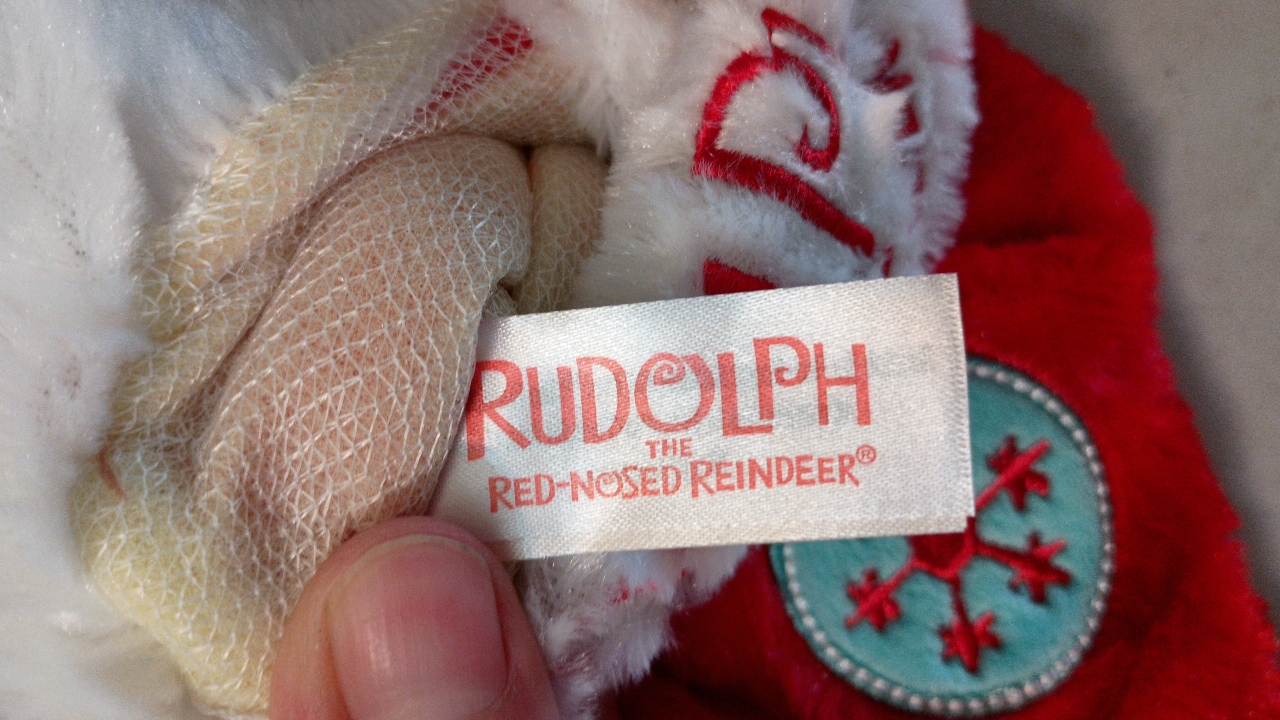 RUDOLPH
THE
RED-NOSED REINDEER®